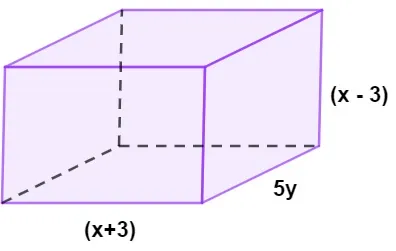 (x - 3)
5y
(x+3)